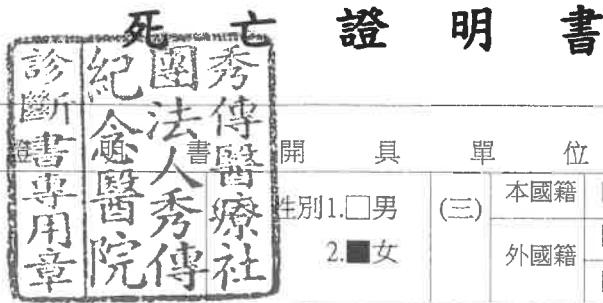 死亡證明書
秀傳醫療社
團法人秀傳
紀念醫院
診斷書專用章
證明書開具單位
性別1.□男
2.■女
(三)
本國籍
外國籍